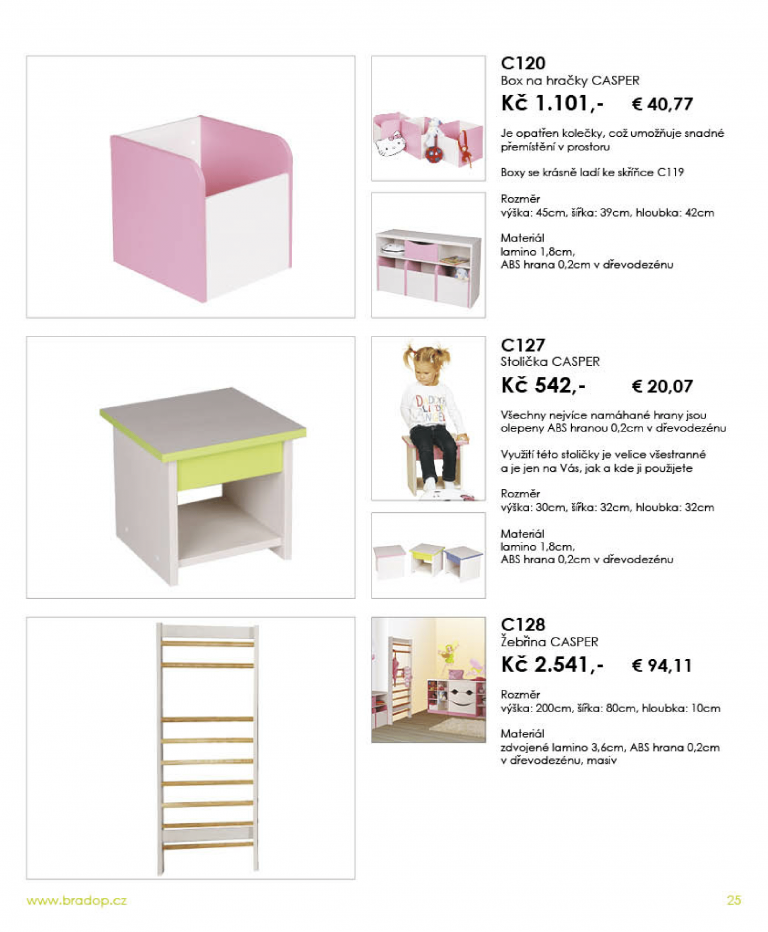 C120
Box na hračky CASPER
Kč 1.101,- € 40,77
Je opatřen kolečky, což umožňuje snadné
přemístění v prostoru
Boxy se krásně ladí ke skříňce C119
Rozměr
výška: 45cm, šířka: 39cm, hloubka: 42cm
Materiál
lamino 1,8cm,
ABS hrana 0,2cm v dřevodezénu
C127
Stolička CASPER
Kč 542,- € 20,07
Všechny nejvíce namáhané hrany jsou
olepeny ABS hranou 0,2cm v dřevodezénu
Využití této stoličky je velice všestranné
a je jen na Vás, jak a kde ji použijete
Rozměr
výška: 30cm, šířka: 32cm, hloubka: 32cm
Materiál
lamino 1,8cm,
ABS hrana 0,2cm v dřevodezénu
C128
Žebřina CASPER
Kč 2.541,- € 94,11
Rozměr
výška: 200cm, šířka: 80cm, hloubka: 10cm
Materiál
zdvojené lamino 3,6cm, ABS hrana 0,2cm
v dřevodezénu, masiv
www.bradop.cz 25